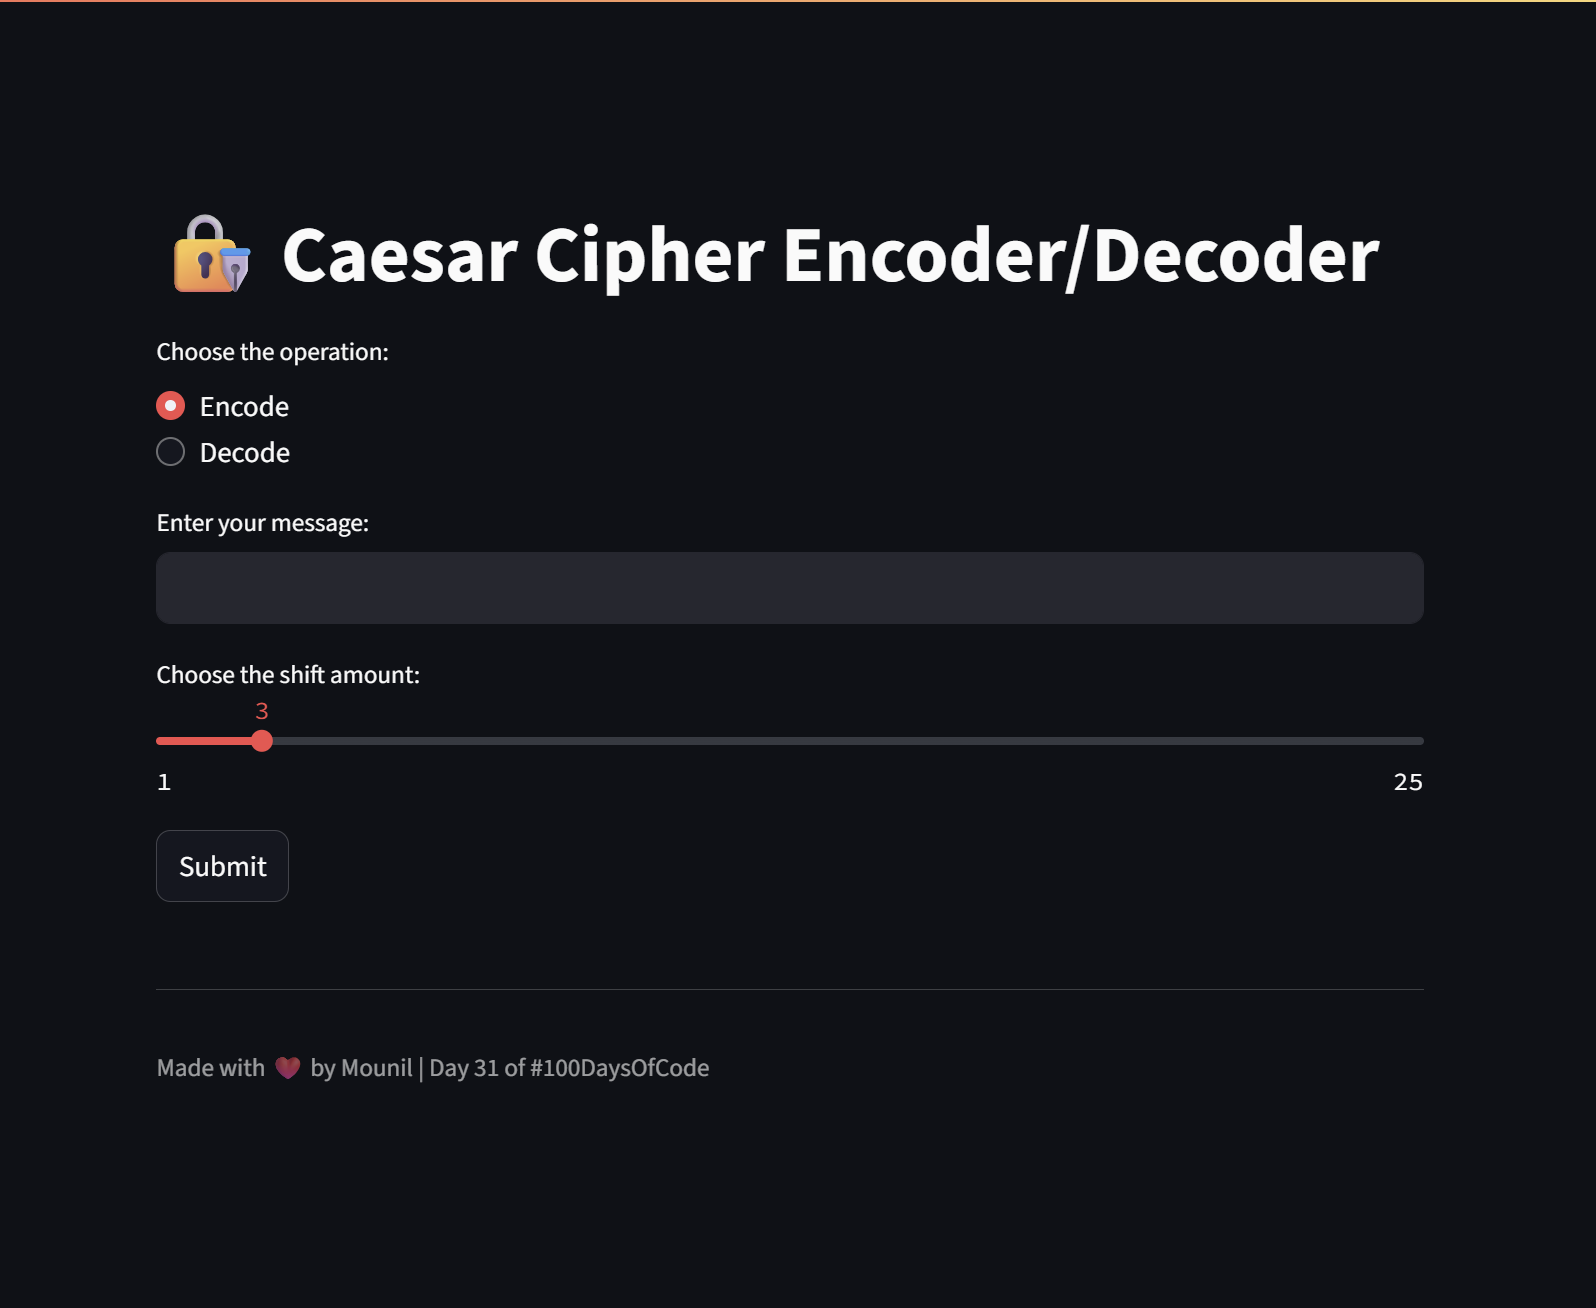 🔏 Caesar Cipher Encoder/Decoder
Choose the operation:
Encode
Decode
Enter your message:
Choose the shift amount:
3
1 25
Submit
Made with ❤️ by Mounil | Day 31 of #100DaysOfCode